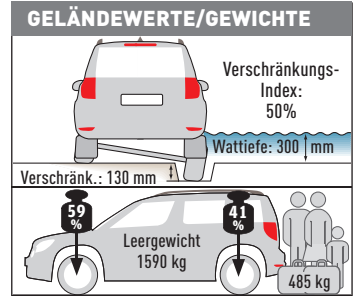 GELÄNDEWERTE/GEWICHTE
Verschränkungs-
Index:
50%
Wattiefe: 300 mm
Verschränk.: 130 mm
59
%
41
%
Leergewicht
1590 kg
485 kg